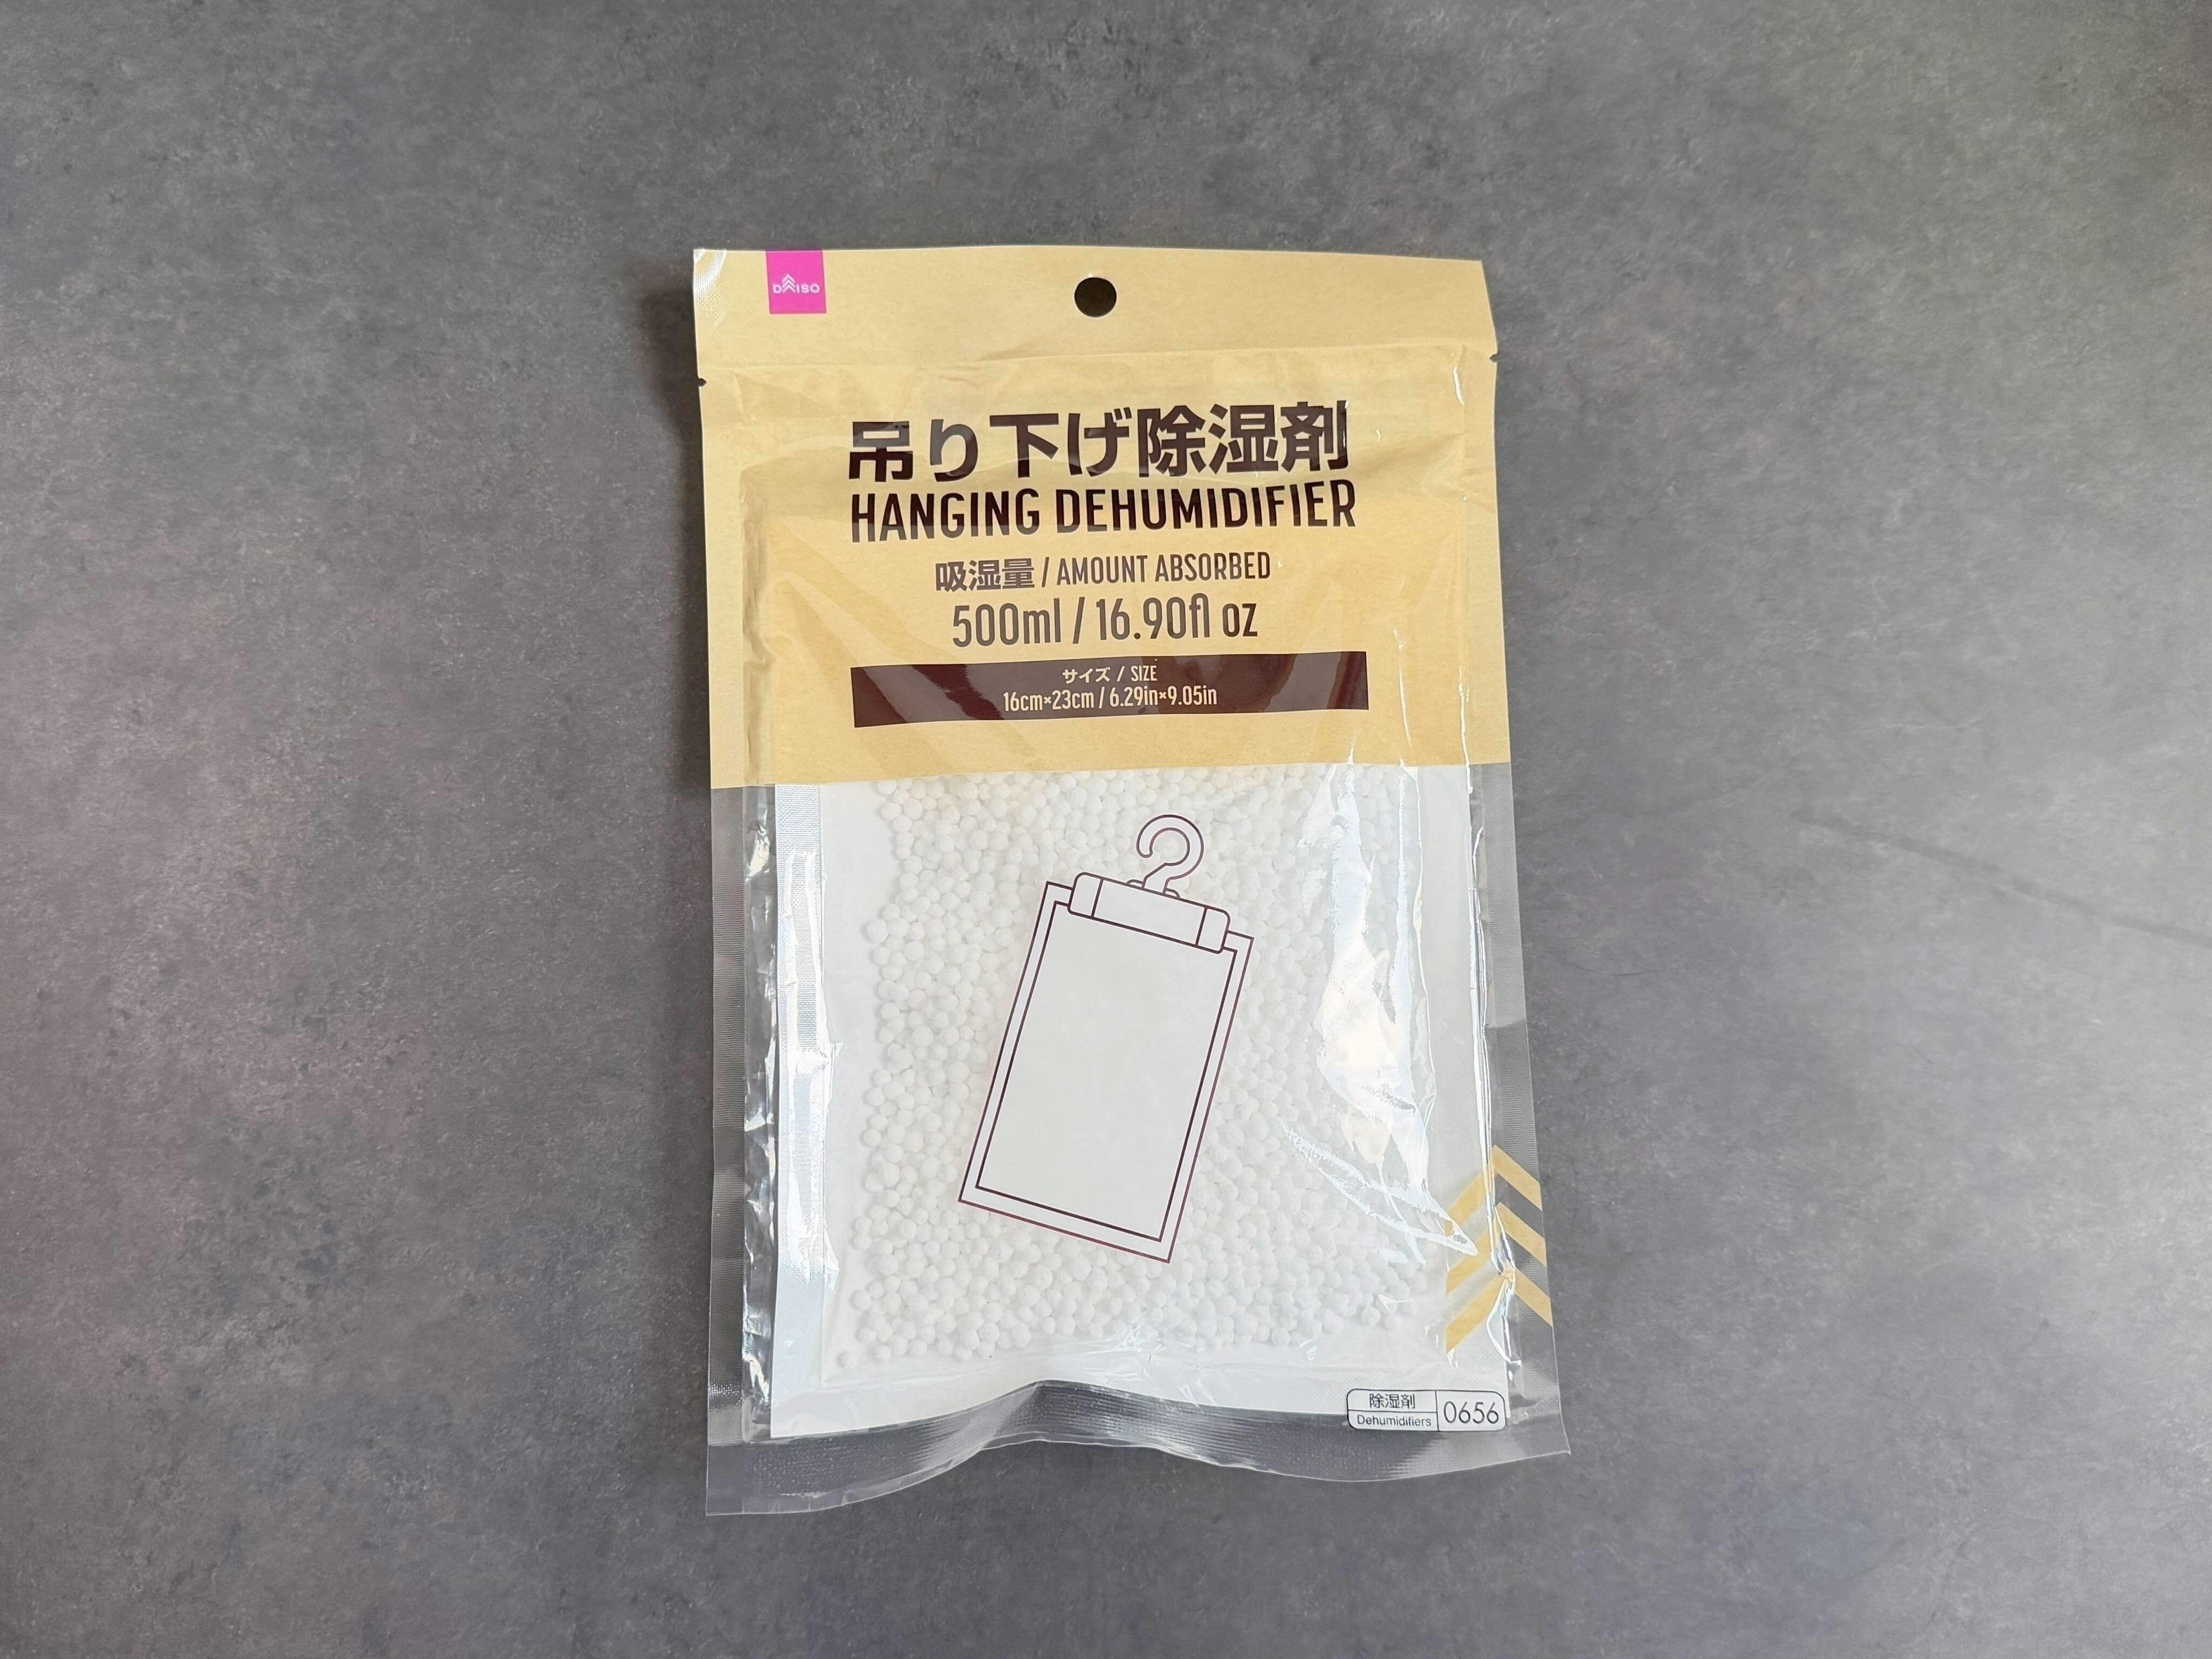 DAISO
吊り下げ除湿剤
HANGING DEHUMIDIFIER
吸湿量 / AMOUNT ABSORBED
500ml / 16.90fl oz
サイズ / SIZE
16cm×23cm / 6.29in×9.05in
除湿剤
Dehumidifiers
0656